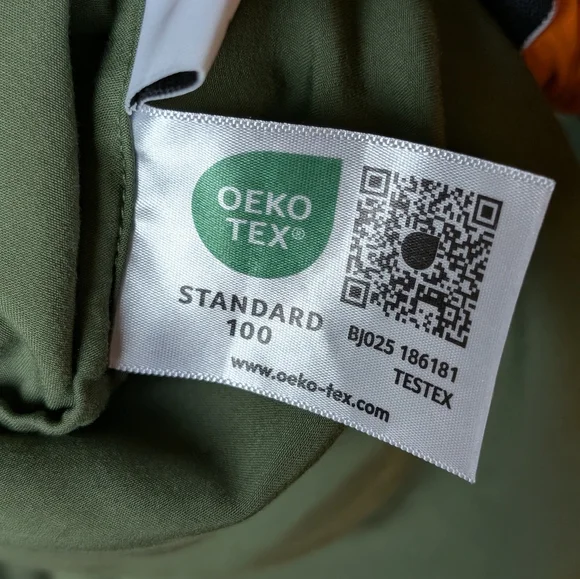 OEKO
TEX®
STANDARD
100
BJ025 186181
TESTEX
www.oeko-tex.com